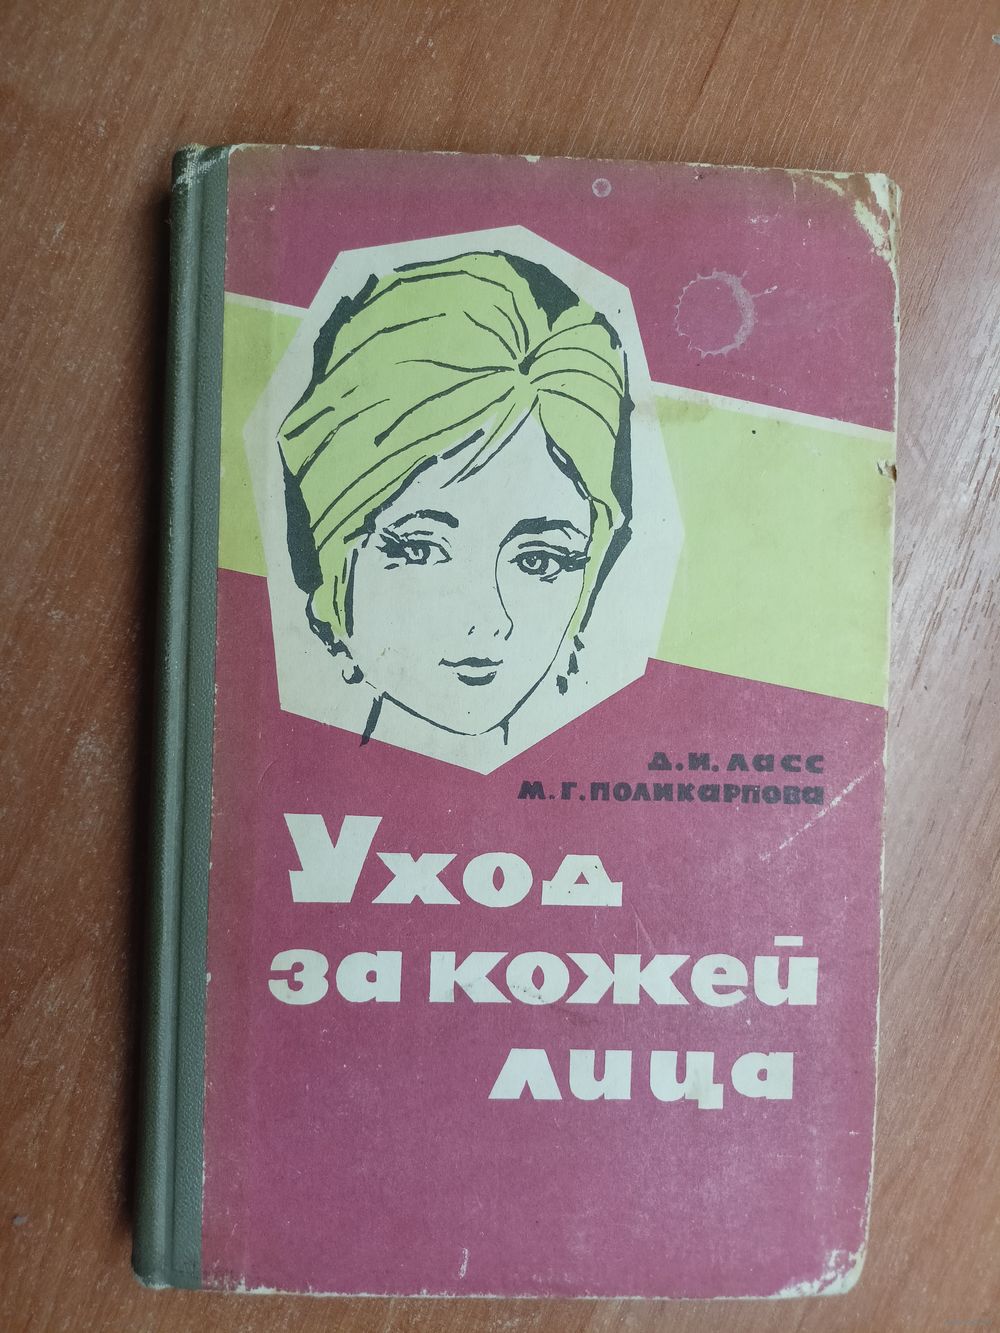 Д.И. Ласс
М.Г. Поликарпова
Уход
за кожей
лица